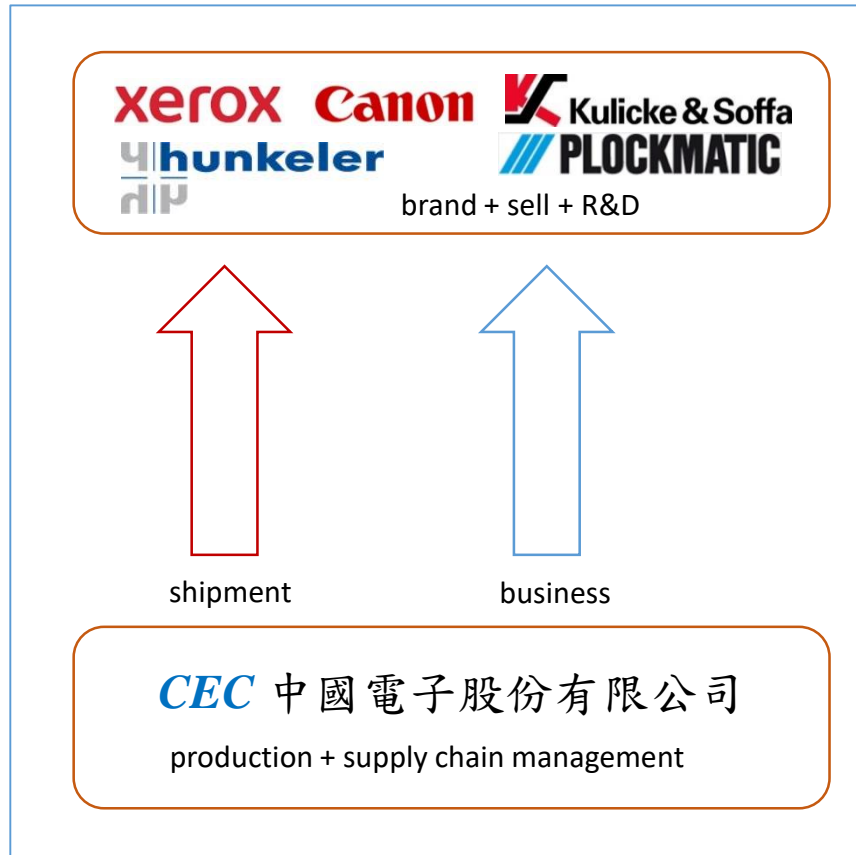 xerox Canon Kulicke & Soffa
hunkeler PLOCKMATIC
brand + sell + R&D
shipment business
CEC 中國電子股份有限公司
production + supply chain management